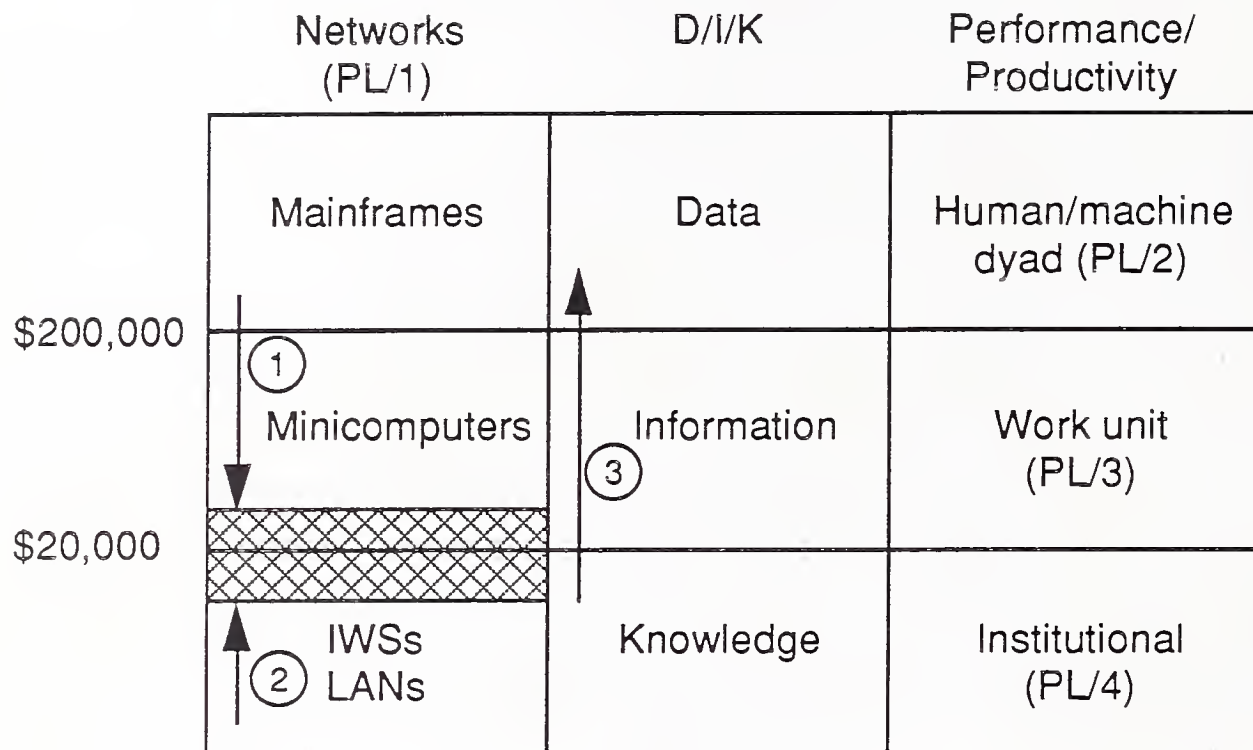 Networks
(PL/1)
D/I/K
Performance/
Productivity
Mainframes
Data
Human/machine
dyad (PL/2)
$200,000
1
Minicomputers
Information
Work unit
(PL/3)
3
$20,000
IWSs
LANs
2
Knowledge
Institutional
(PL/4)